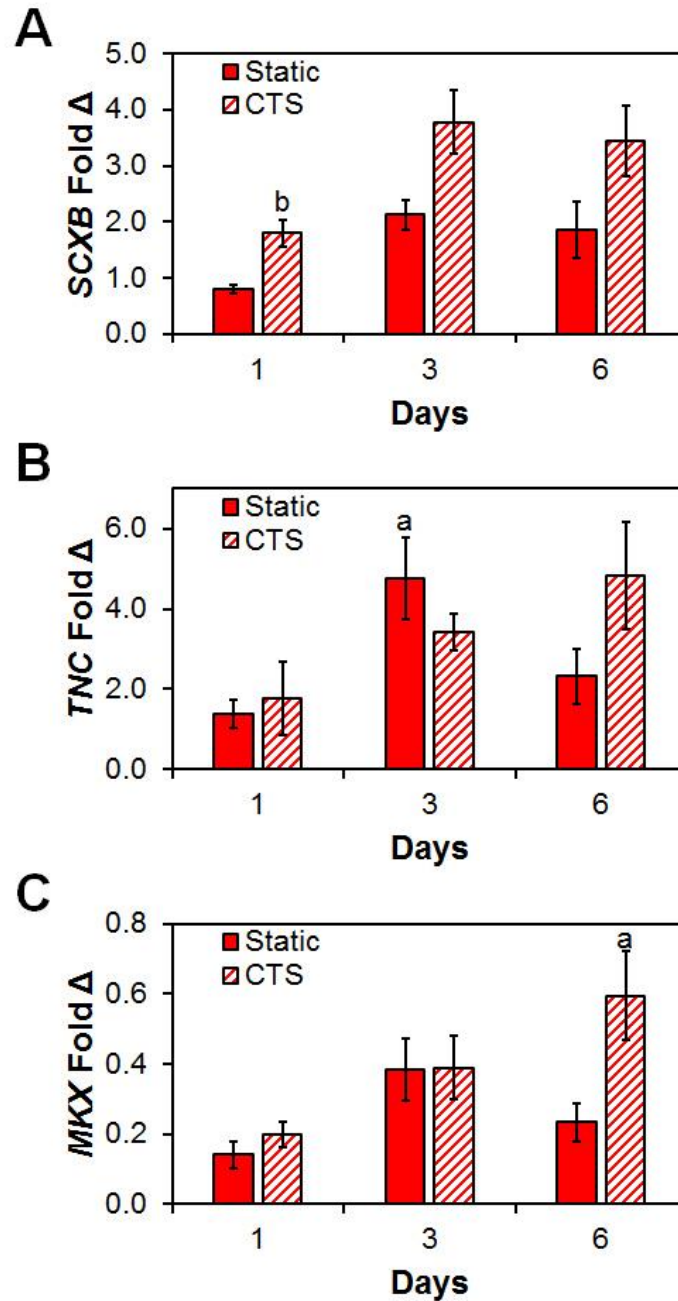 A
SCXB Fold Δ
5.0
4.0
3.0
2.0
1.0
0.0
Static
CTS
b
1 3 6
Days
B
TNC Fold Δ
6.0
4.0
2.0
0.0
Static
CTS
a
1 3 6
Days
C
MKX Fold Δ
0.8
0.6
0.4
0.2
0.0
Static
CTS
a
1 3 6
Days